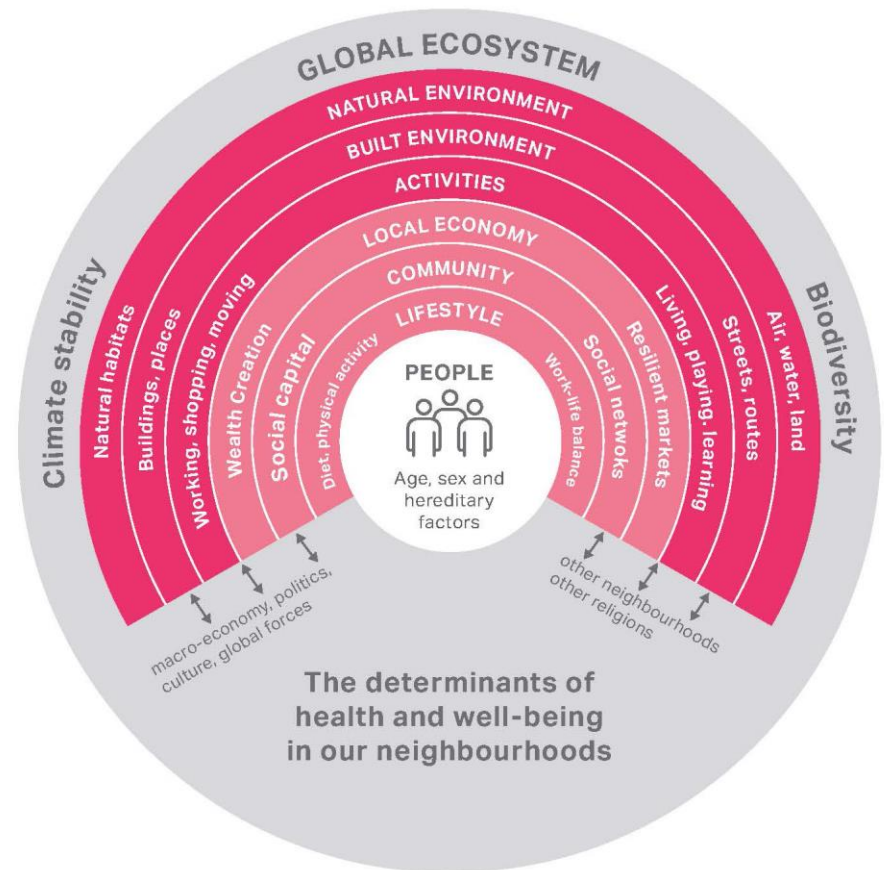 GLOBAL ECOSYSTEM
Climate stability
Biodiversity
NATURAL ENVIRONMENT
Natural habitats
Air, water, land
BUILT ENVIRONMENT
Buildings, places
Streets, routes
ACTIVITIES
Working, shopping, moving
Living, playing, learning
LOCAL ECONOMY
Wealth Creation
Resilient markets
COMMUNITY
Social capital
Social netwoks
LIFESTYLE
Diet, physical activity
Work-life balance
PEOPLE
Age, sex and
hereditary
factors
macro-economy, politics,
culture, global forces
other neighbourhoods
other religions
The determinants of
health and well-being
in our neighbourhoods